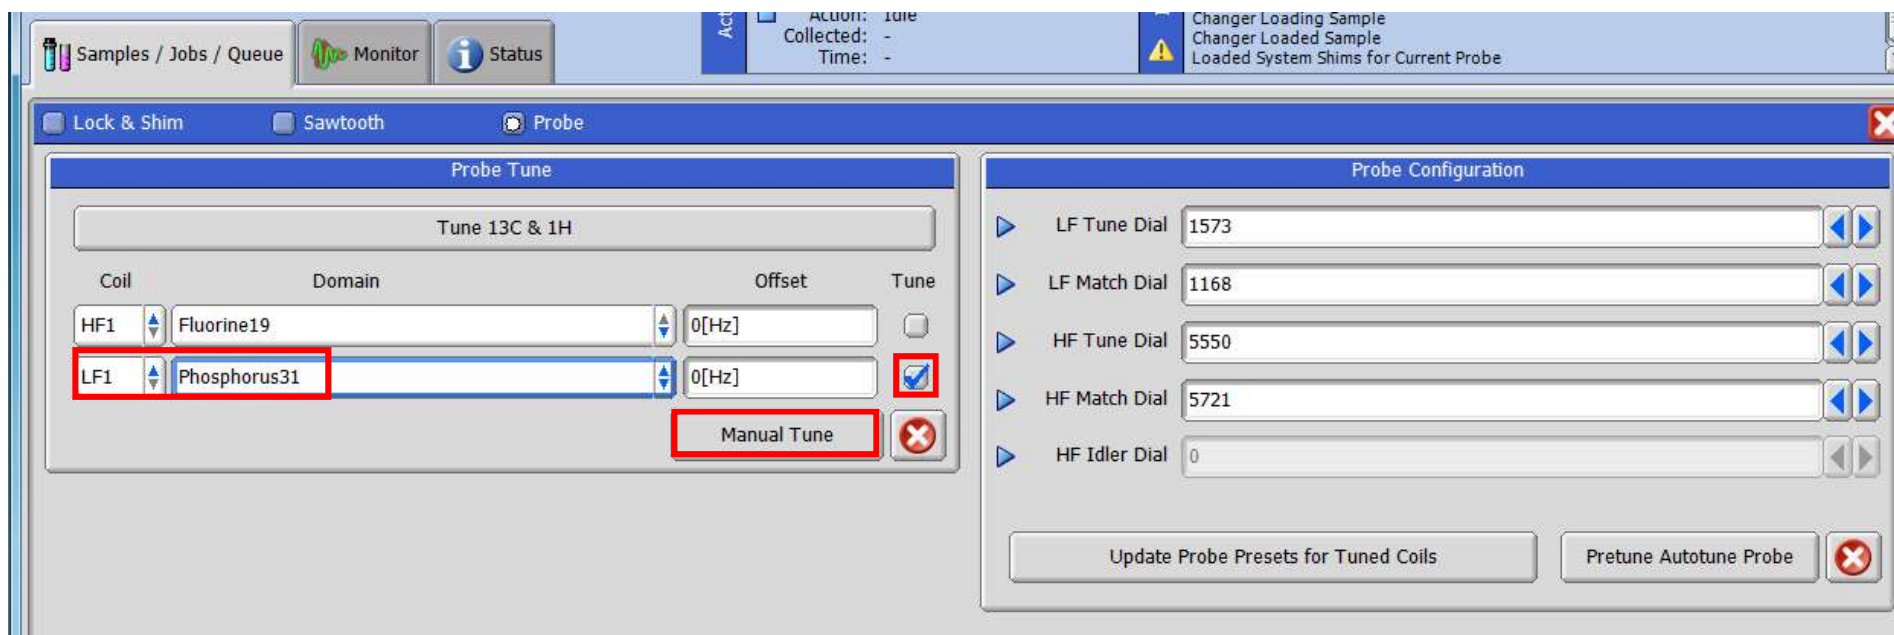 Action: Idle
Collected: -
Time: -
Changer Loading Sample
Changer Loaded Sample
Loaded System Shims for Current Probe
Samples / Jobs / Queue
Monitor
Status
Lock & Shim
Sawtooth
Probe
Probe Tune
Tune 13C & 1H
Coil Domain Offset Tune
HF1 Fluorine19 0[Hz]
LF1 Phosphorus31 0[Hz]
Manual Tune
Probe Configuration
LF Tune Dial 1573
LF Match Dial 1168
HF Tune Dial 5550
HF Match Dial 5721
HF Idler Dial 0
Update Probe Presets for Tuned Coils
Pretune Autotune Probe